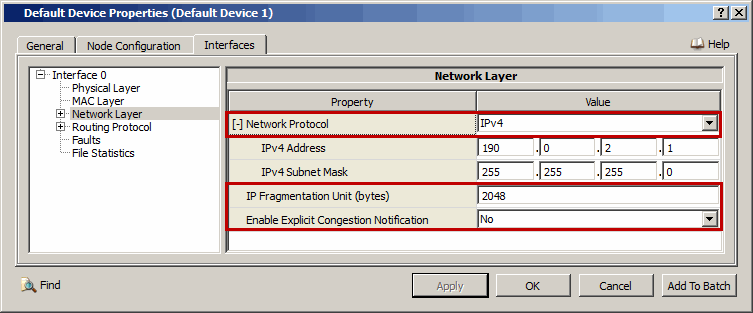 Default Device Properties (Default Device 1)
General Node Configuration Interfaces Help
Interface 0
Physical Layer
MAC Layer
Network Layer
Routing Protocol
Faults
File Statistics
Network Layer
Property Value
[-] Network Protocol IPv4
IPv4 Address 190 . 0 . 2 . 1
IPv4 Subnet Mask 255 . 255 . 255 . 0
IP Fragmentation Unit (bytes) 2048
Enable Explicit Congestion Notification No
Find Apply OK Cancel Add To Batch